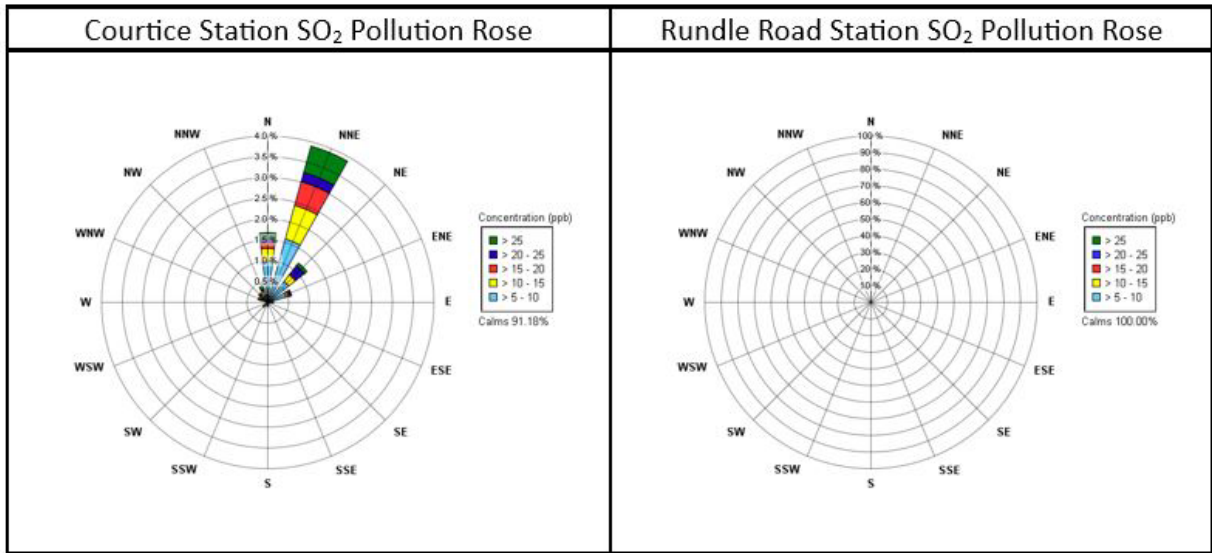 Courtice Station SO₂ Pollution Rose
Rundle Road Station SO₂ Pollution Rose
N
NNE
NE
ENE
E
ESE
SE
SSE
S
SSW
SW
WSW
W
WNW
NW
NNW
4.0 %
3.5 %
3.0 %
2.5 %
2.0 %
1.5 %
1.0 %
0.5 %
Concentration (ppb)
> 25
> 20 - 25
> 15 - 20
> 10 - 15
> 5 - 10
Calms 91.18%
N
NNE
NE
ENE
E
ESE
SE
SSE
S
SSW
SW
WSW
W
WNW
NW
NNW
100 %
90 %
80 %
70 %
60 %
50 %
40 %
30 %
20 %
10 %
Concentration (ppb)
> 25
> 20 - 25
> 15 - 20
> 10 - 15
> 5 - 10
Calms 100.00%